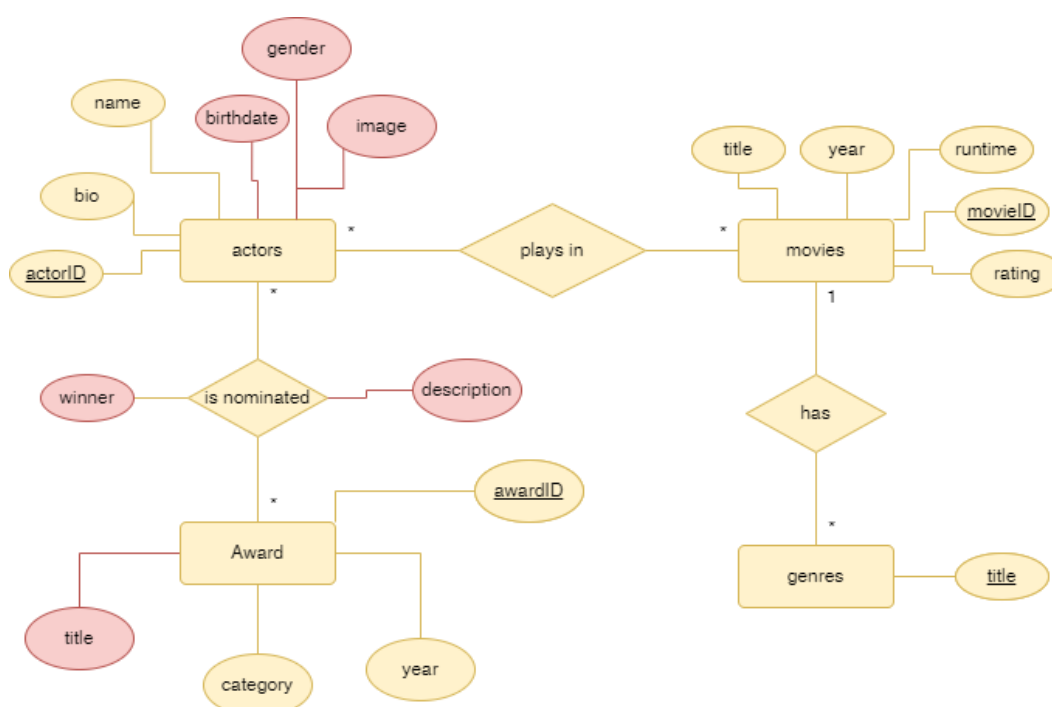 gender
name
birthdate
image
title
year
runtime
bio
movieID
actorID
actors
*
plays in
*
movies
rating
*
1
winner
is nominated
description
has
*
awardID
*
Award
genres
title
title
category
year